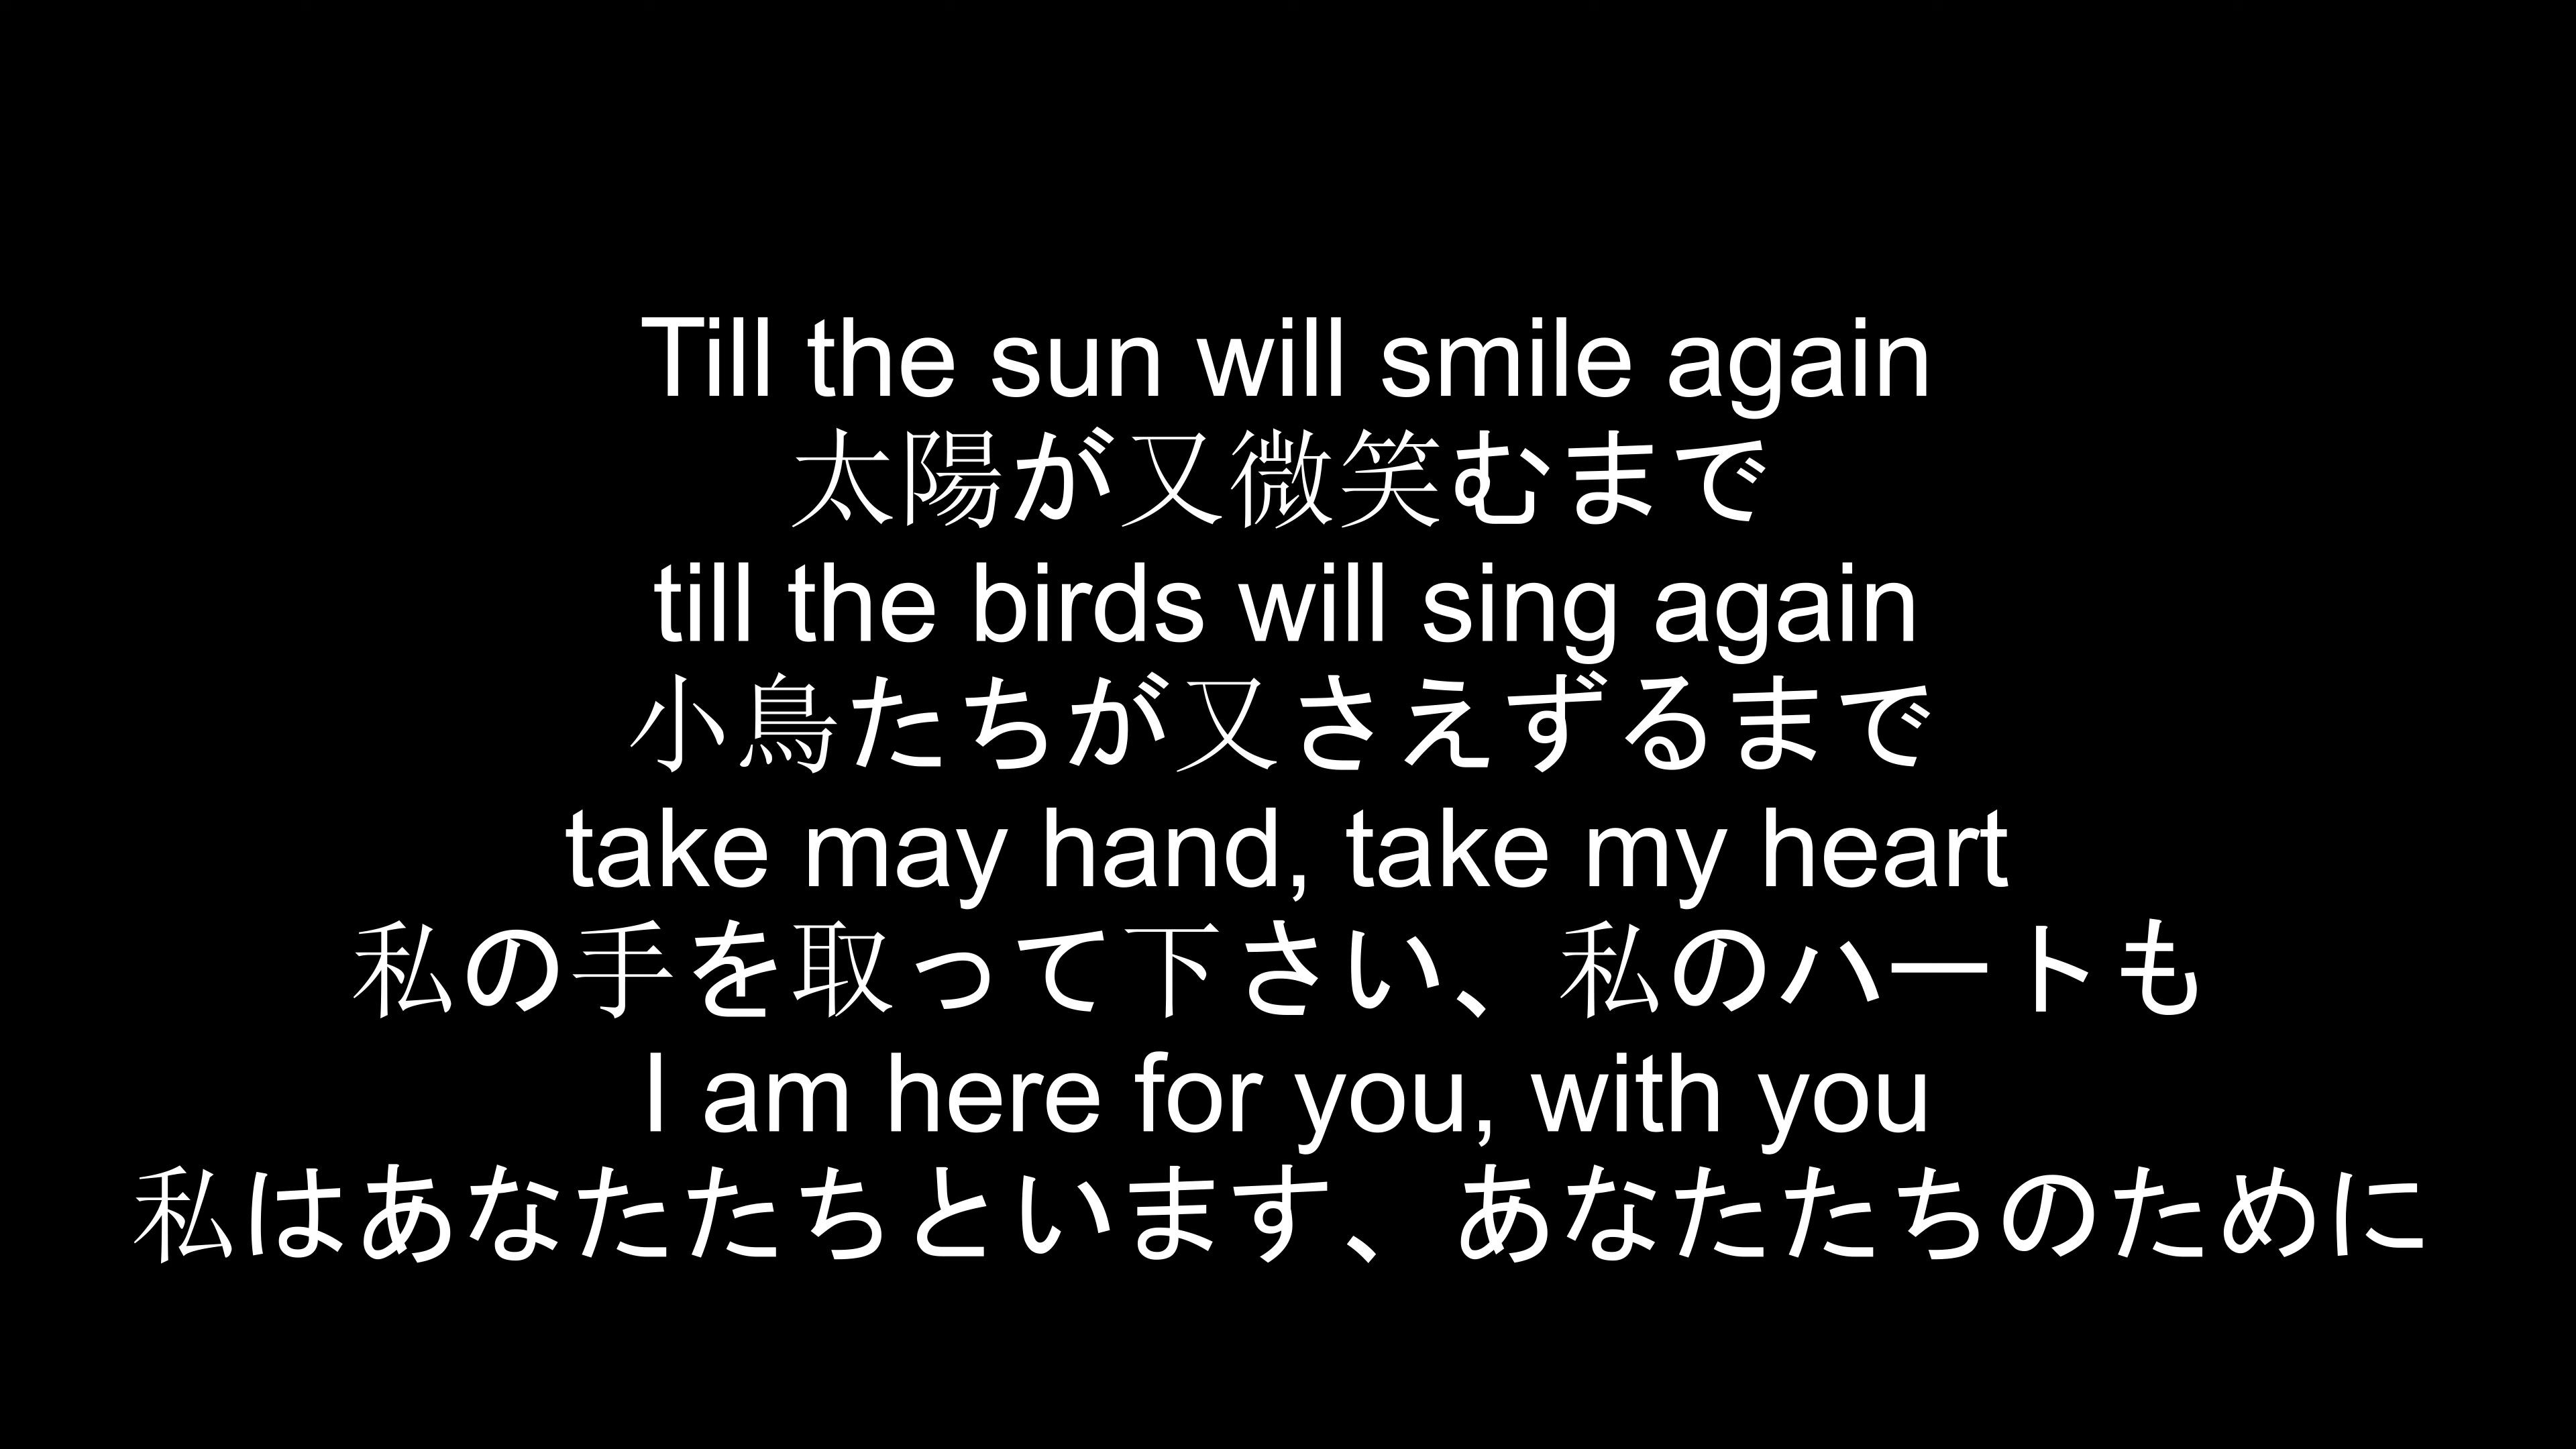 Till the sun will smile again
太陽が又微笑むまで
till the birds will sing again
小鳥たちが又さえずるまで
take may hand, take my heart
私の手を取って下さい、私のハートも
I am here for you, with you
私はあなたたちといます、あなたたちのために